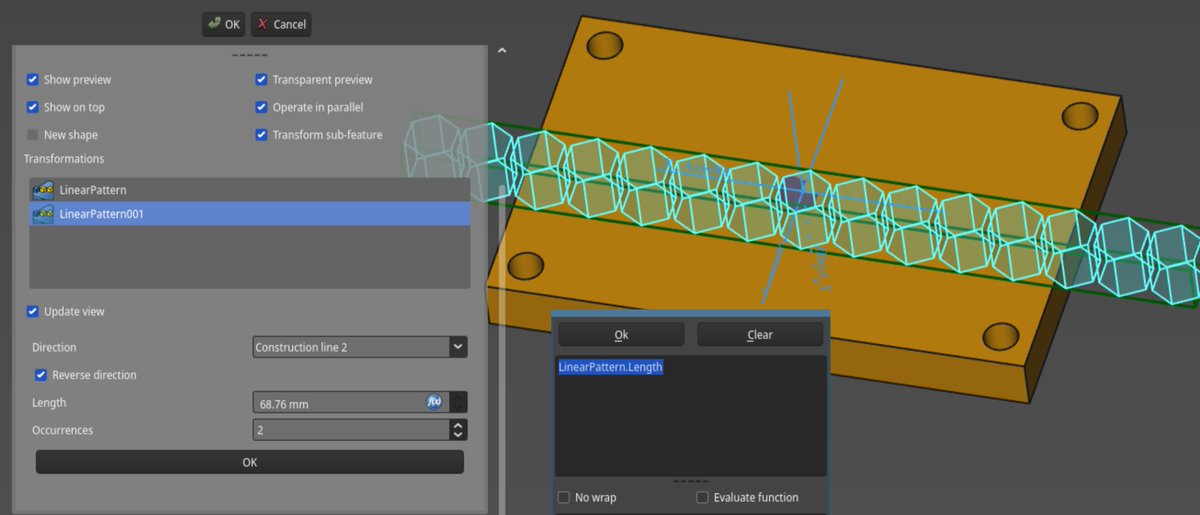 OK Cancel
Show preview Transparent preview
Show on top Operate in parallel
New shape Transform sub-feature
Transformations
LinearPattern
LinearPattern001
Update view
Direction Construction line 2
Reverse direction
Length 68.76 mm f(x)
Occurrences 2
OK
Ok Clear
LinearPattern.Length
No wrap Evaluate function